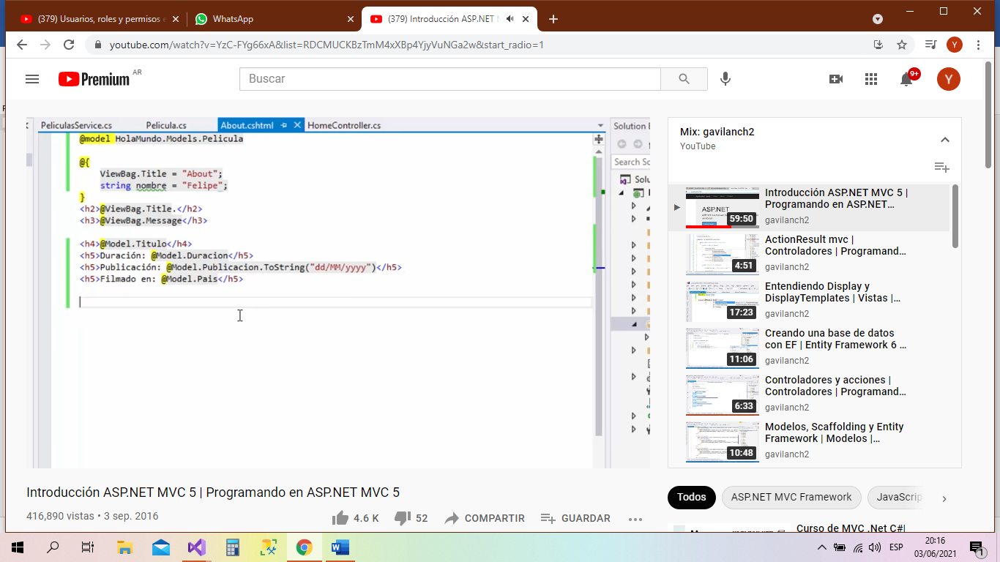 (379) Usuarios, roles y permisos e
WhatsApp
(379) Introducción ASP.NET M
youtube.com/watch?v=YzC-FYg66xA&list=RDCMUCKBzTmM4xXBp4YjyVuNGa2w&start_radio=1
Y
Premium AR
Buscar
9+
Y
PeliculasService.cs
Pelicula.cs
About.cshtml
HomeController.cs
Solution E
@model HolaMundo.Models.Pelicula
@{
ViewBag.Title = "About";
string nombre = "Felipe";
}
<h2>@ViewBag.Title.</h2>
<h3>@ViewBag.Message</h3>
<h4>@Model.Titulo</h4>
<h5>Duración: @Model.Duracion</h5>
<h5>Publicación: @Model.Publicacion.ToString("dd/MM/yyyy")</h5>
<h5>Filmado en: @Model.Pais</h5>
Search So
Solu
Mix: gavilanch2
YouTube
ASP.NET
59:50
Introducción ASP.NET MVC 5 |
Programando en ASP.NET…
gavilanch2
4:51
ActionResult mvc |
Controladores | Programand…
gavilanch2
17:23
Entendiendo Display y
DisplayTemplates | Vistas |…
gavilanch2
11:06
Creando una base de datos
con EF | Entity Framework 6 …
gavilanch2
6:33
Controladores y acciones |
Controladores | Programand…
gavilanch2
10:48
Modelos, Scaffolding y Entity
Framework | Modelos |…
gavilanch2
Introducción ASP.NET MVC 5 | Programando en ASP.NET MVC 5
416,890 vistas • 3 sep. 2016
4.6 K
52
COMPARTIR
GUARDAR
Todos
ASP.NET MVC Framework
JavaScrip
Curso de MVC .Net C#|
ESP
20:16
03/06/2021
1